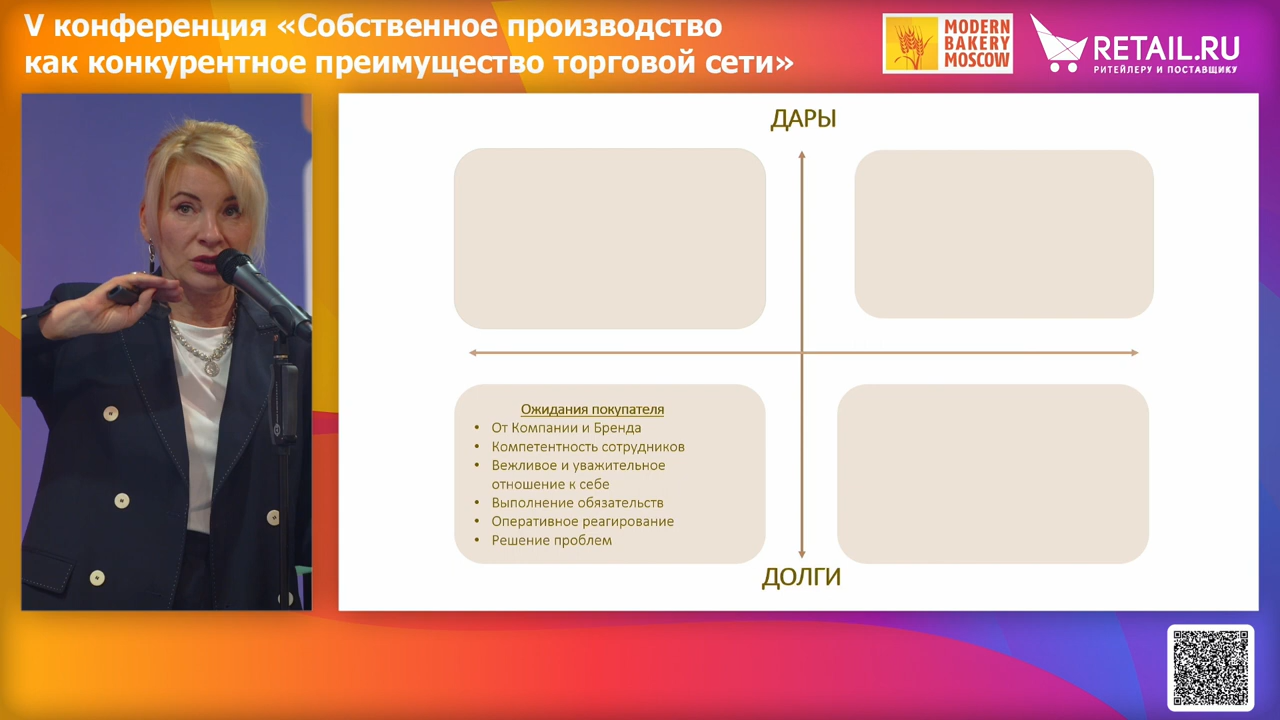 V конференция «Собственное производство
как конкурентное преимущество торговой сети»
MODERN
BAKERY
MOSCOW
RETAIL.RU
РИТЕЙЛЕРУ И ПОСТАВЩИКУ
ДАРЫ
Ожидания покупателя
• От Компании и Бренда
• Компетентность сотрудников
• Вежливое и уважительное
отношение к себе
• Выполнение обязательств
• Оперативное реагирование
• Решение проблем
ДОЛГИ